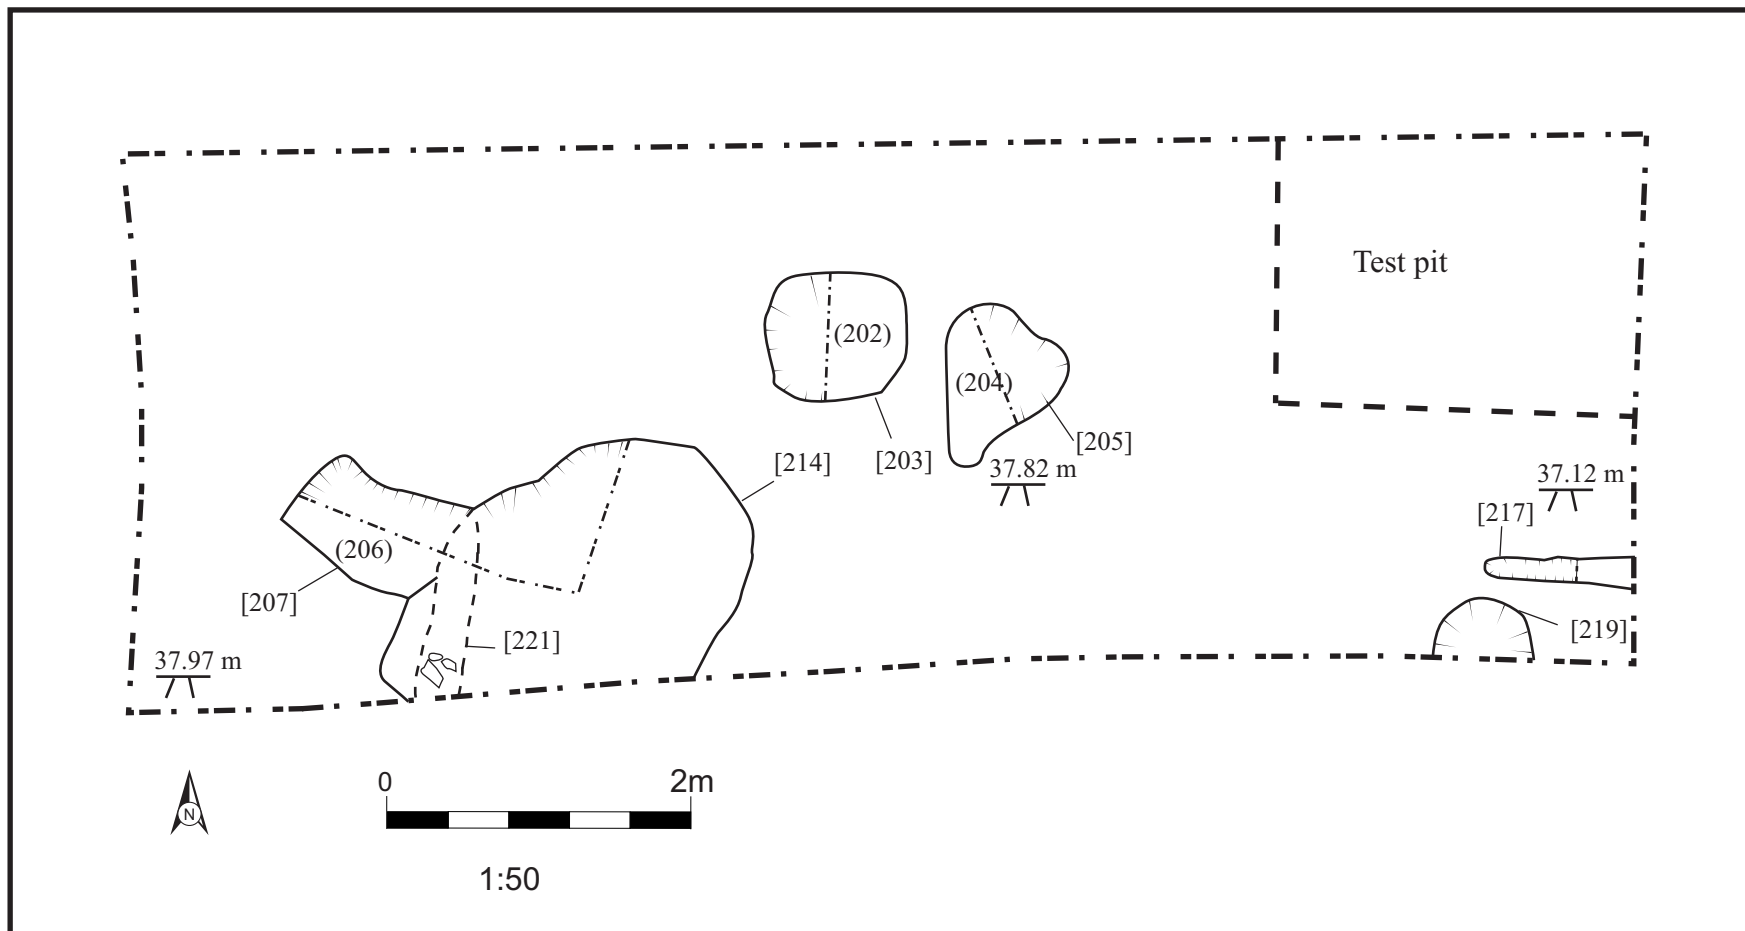 Test pit
(202)
(204)
[205]
[203]
[214]
37.82 m
37.12 m
[217]
(206)
[207]
[221]
[219]
37.97 m
0 2m
N
1:50